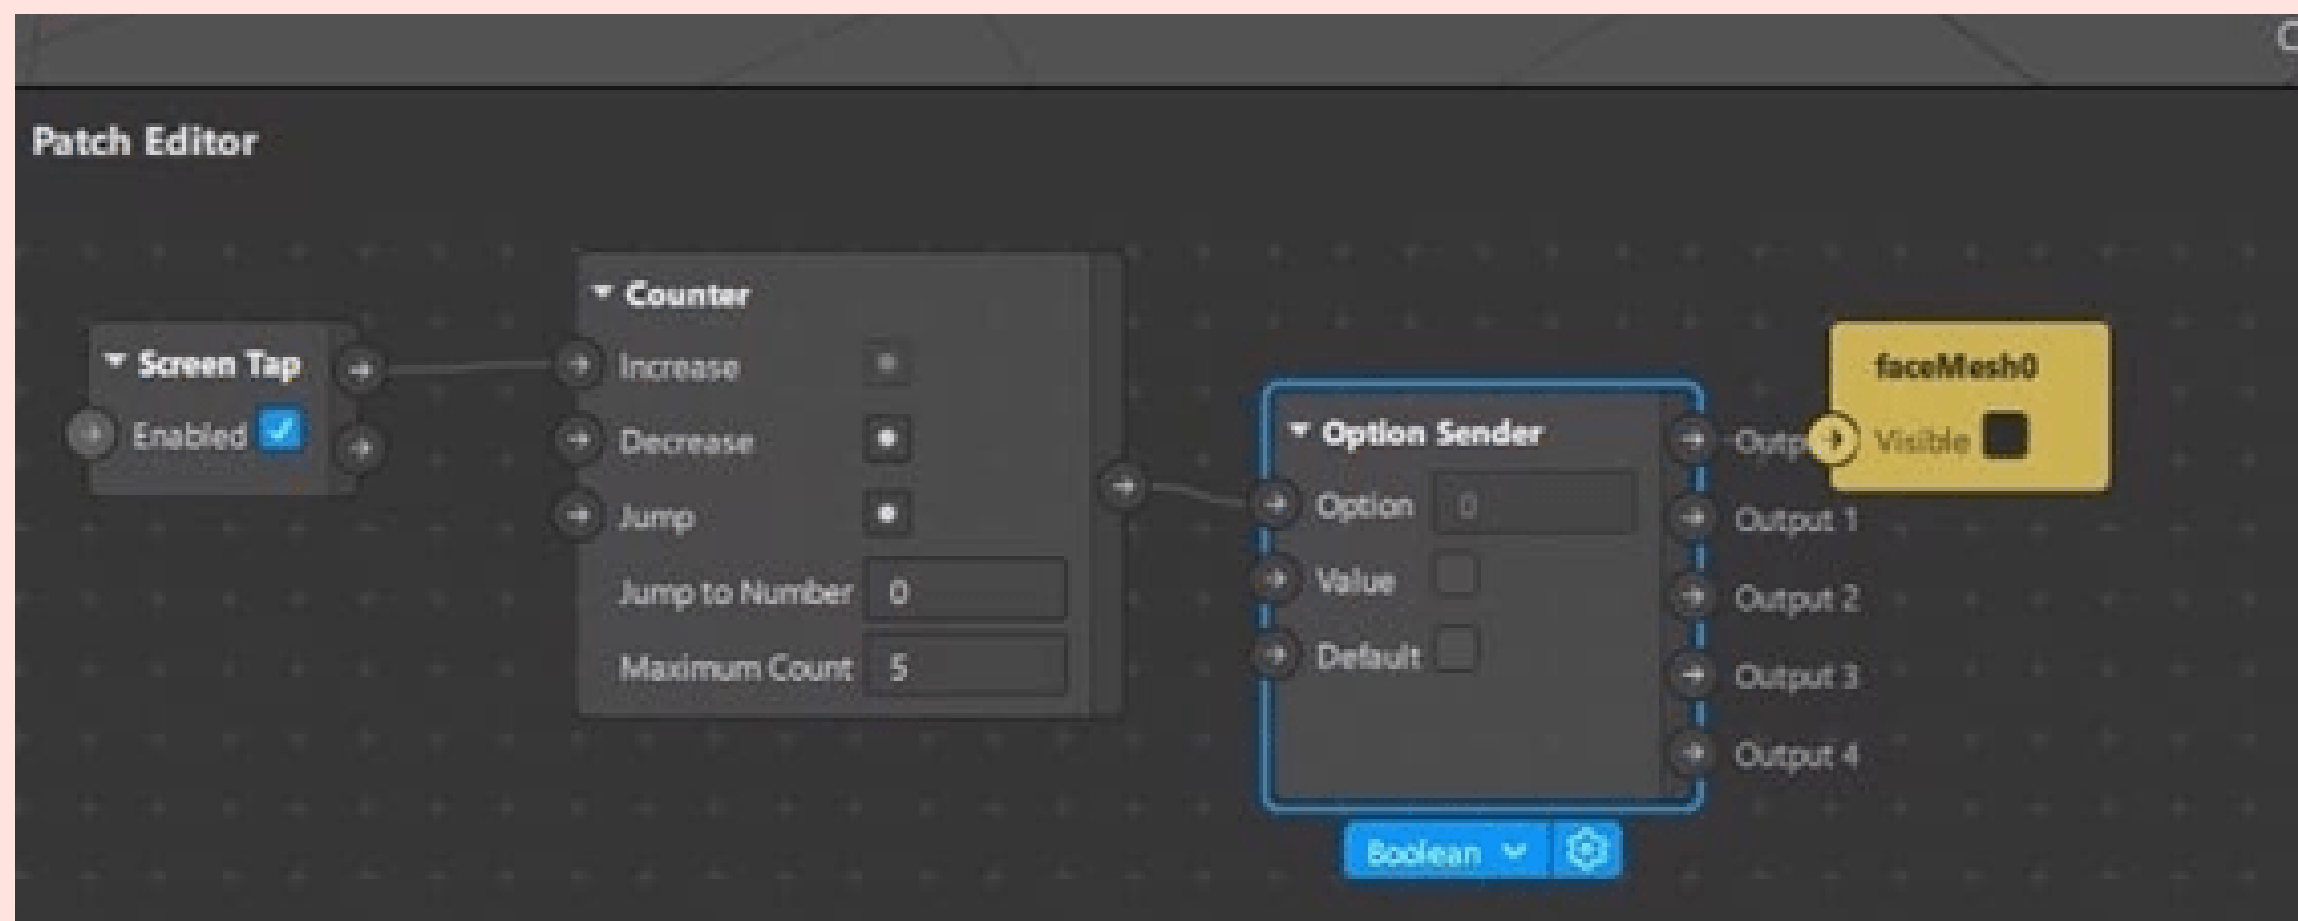 Patch Editor
Screen Tap
Enabled
Counter
Increase
Decrease
Jump
Jump to Number 0
Maximum Count 5
Option Sender
Option 0
Value
Default
Output 1
Output 2
Output 3
Output 4
faceMesh0
Visible
Boolean